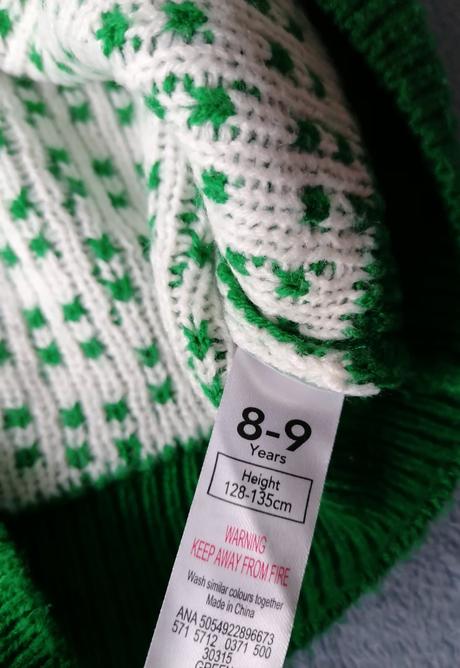 8-9
Years
Height
128-135cm
WARNING
KEEP AWAY FROM FIRE
Wash similar colours together
Made in China
ANA 5054922896673
571 5712 0371 500
30315